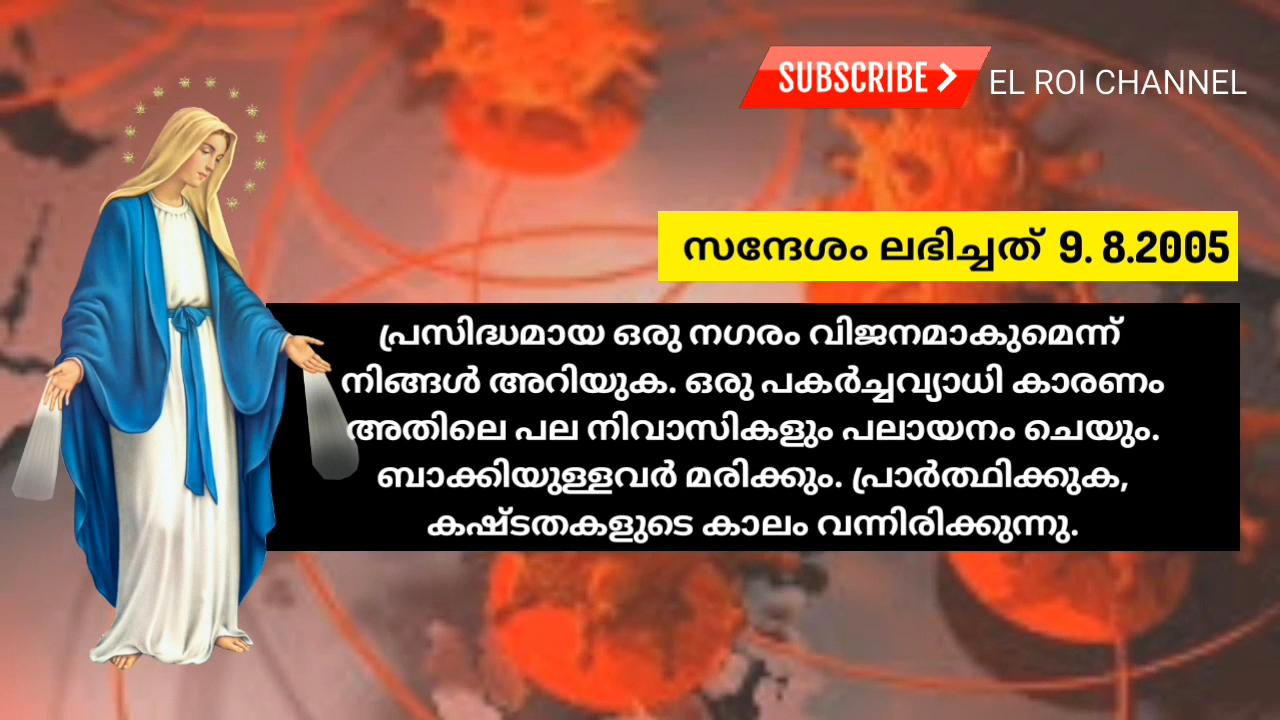 SUBSCRIBE > EL ROI CHANNEL
സന്ദേശം ലഭിച്ചത് 9. 8.2005
പ്രസിദ്ധമായ ഒരു നഗരം വിജനമാകുമെന്ന്
നിങ്ങൾ അറിയുക. ഒരു പകർച്ചവ്യാധി കാരണം
അതിലെ പല നിവാസികളും പലായനം ചെയും.
ബാക്കിയുള്ളവർ മരിക്കും. പ്രാർത്ഥിക്കുക,
കഷ്ടതകളുടെ കാലം വന്നിരിക്കുന്നു.